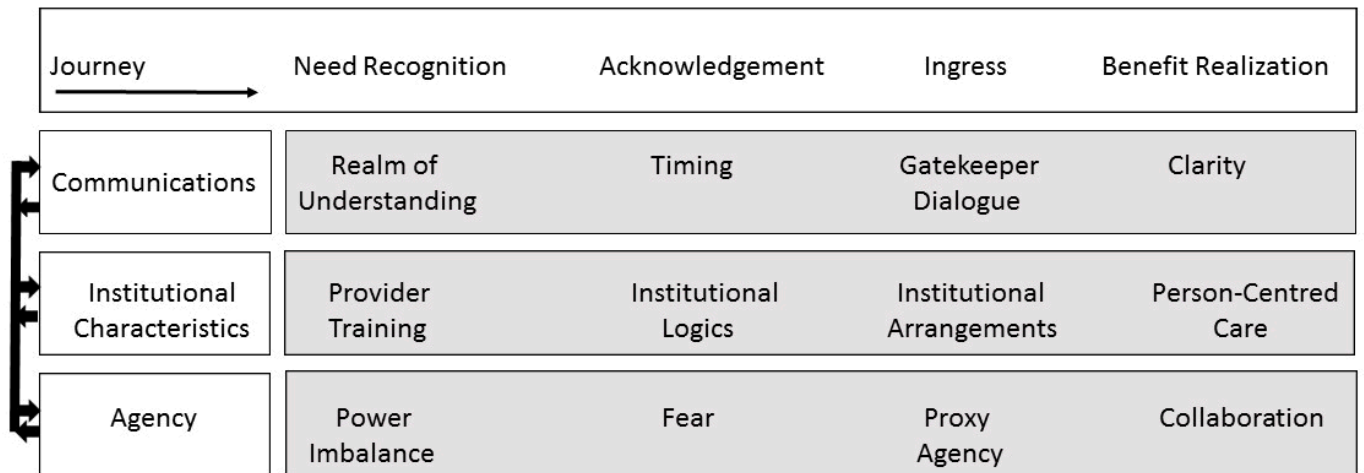 Journey Need Recognition Acknowledgement Ingress Benefit Realization
Communications
Realm of
Understanding
Timing
Gatekeeper
Dialogue
Clarity
Institutional
Characteristics
Provider
Training
Institutional
Logics
Institutional
Arrangements
Person-Centred
Care
Agency
Power
Imbalance
Fear
Proxy
Agency
Collaboration